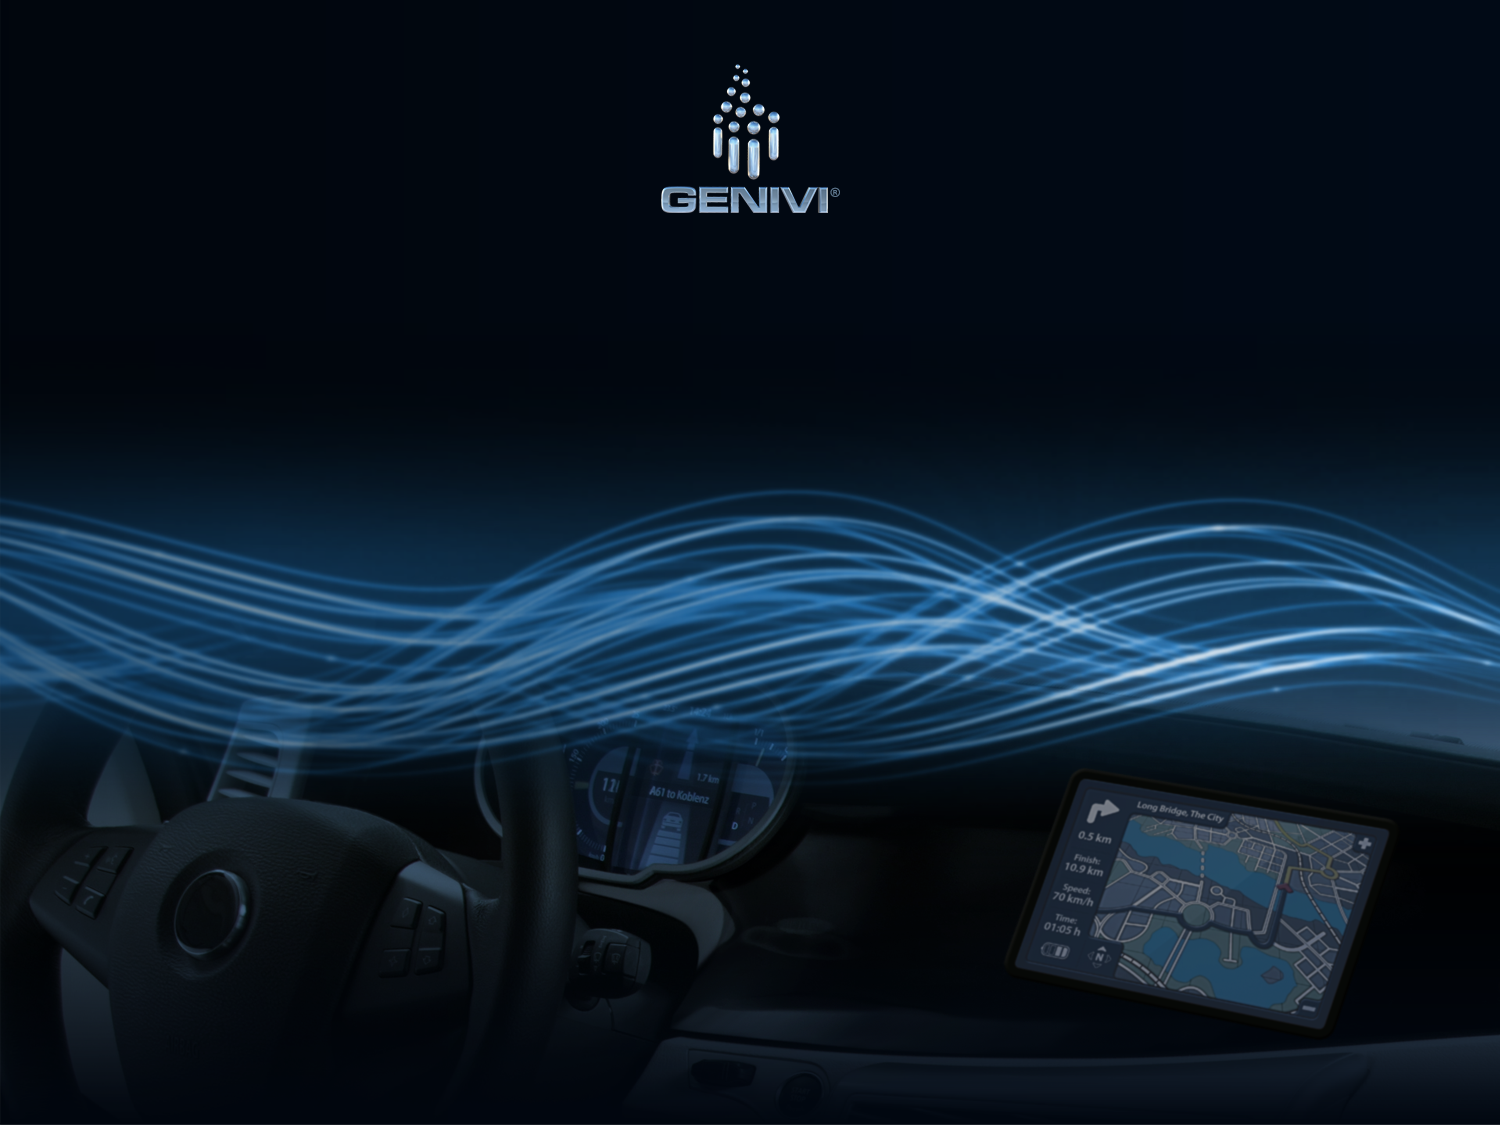 GENIVI®
1.7 km
A61 to Koblenz
110
D
Long Bridge, The City
0.5 km
Finish:
10.9 km
Speed:
70 km/h
Time:
01:05 h
N